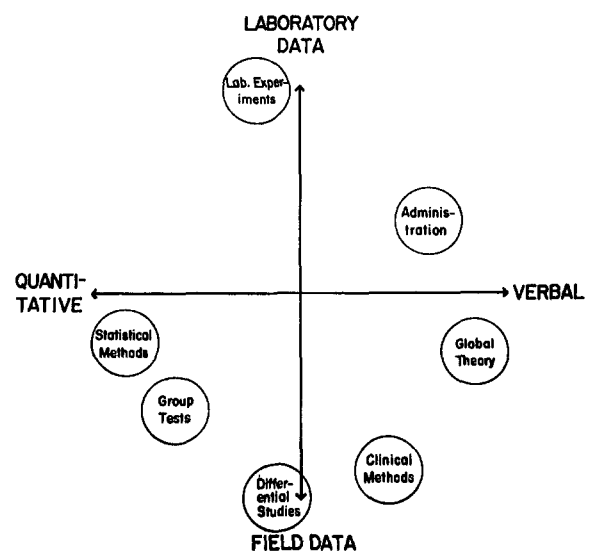 LABORATORY
DATA
Lab. Exper-
iments
Adminis-
tration
QUANTI-
TATIVE
VERBAL
Statistical
Methods
Global
Theory
Group
Tests
Clinical
Methods
Differ-
ential
Studies
FIELD DATA